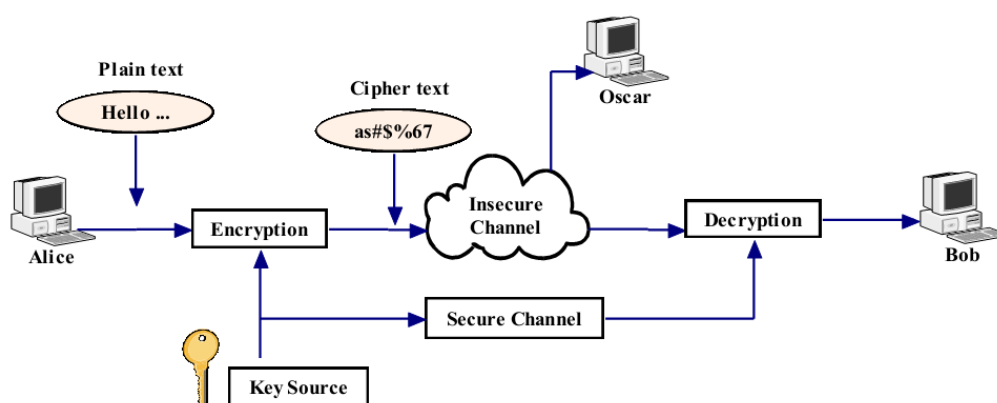 Plain text
Hello ...
Cipher text
as#$%67
Oscar
Alice
Encryption
Insecure
Channel
Decryption
Bob
Secure Channel
Key Source